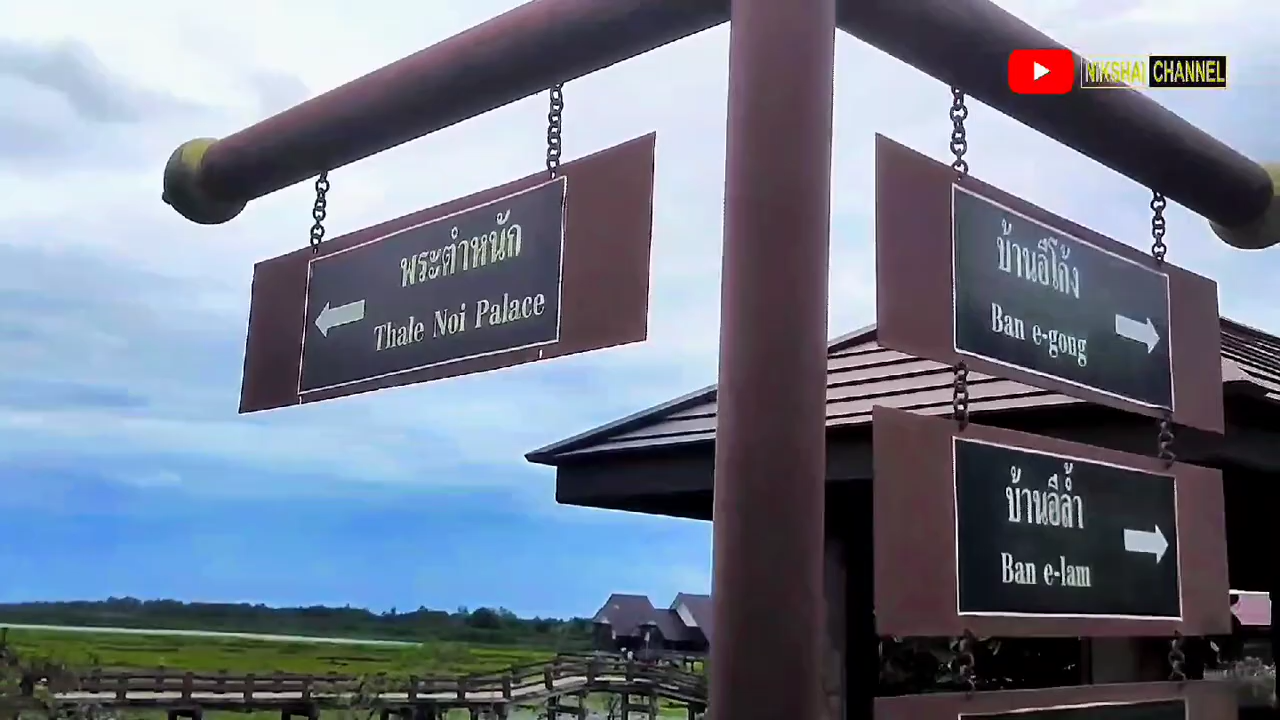 NIKSHAI CHANNEL
พระตำหนัก
Thale Noi Palace
บ้านอีโก้ง
Ban e-gong
บ้านอีล้ำ
Ban e-lam